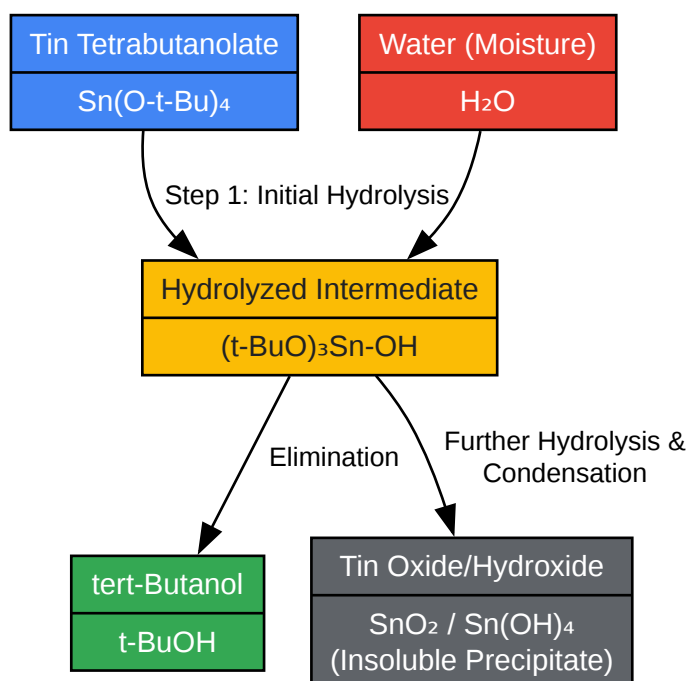 Tin Tetrabutanolate
Sn(O-t-Bu)₄
Water (Moisture)
H₂O
Step 1: Initial Hydrolysis
Hydrolyzed Intermediate
(t-BuO)₃Sn-OH
Elimination
Further Hydrolysis &
Condensation
tert-Butanol
t-BuOH
Tin Oxide/Hydroxide
SnO₂ / Sn(OH)₄
(Insoluble Precipitate)